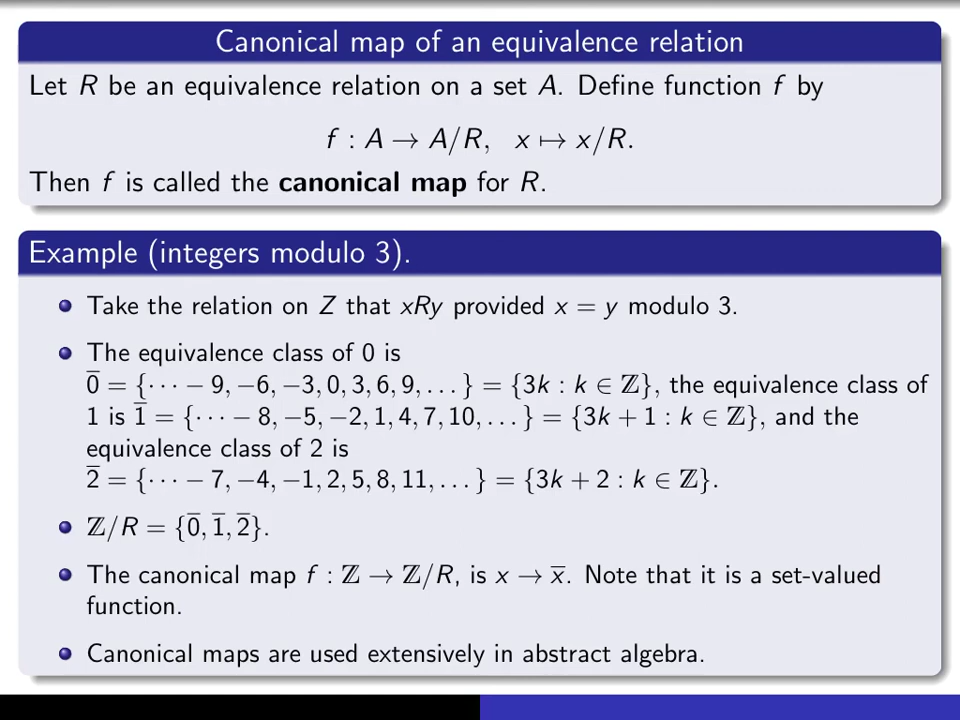 Canonical map of an equivalence relation
Let R be an equivalence relation on a set A. Define function f by
f : A → A/R, x ↦ x/R.
Then f is called the canonical map for R.
Example (integers modulo 3).
Take the relation on Z that xRy provided x = y modulo 3.
The equivalence class of 0 is
0̅ = {⋯ − 9, −6, −3, 0, 3, 6, 9, . . . } = {3k : k ∈ ℤ}, the equivalence class of
1 is 1̅ = {⋯ − 8, −5, −2, 1, 4, 7, 10, . . . } = {3k + 1 : k ∈ ℤ}, and the
equivalence class of 2 is
2̅ = {⋯ − 7, −4, −1, 2, 5, 8, 11, . . . } = {3k + 2 : k ∈ ℤ}.
ℤ/R = {0̅, 1̅, 2̅}.
The canonical map f : ℤ → ℤ/R, is x → x̅. Note that it is a set-valued
function.
Canonical maps are used extensively in abstract algebra.